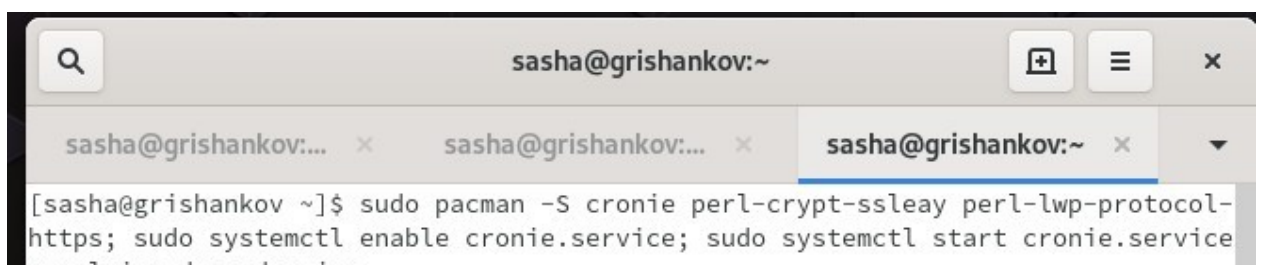 sasha@grishankov:~
sasha@grishankov:... sasha@grishankov:... sasha@grishankov:~
[sasha@grishankov ~]$ sudo pacman -S cronie perl-crypt-ssleay perl-lwp-protocol-
https; sudo systemctl enable cronie.service; sudo systemctl start cronie.service